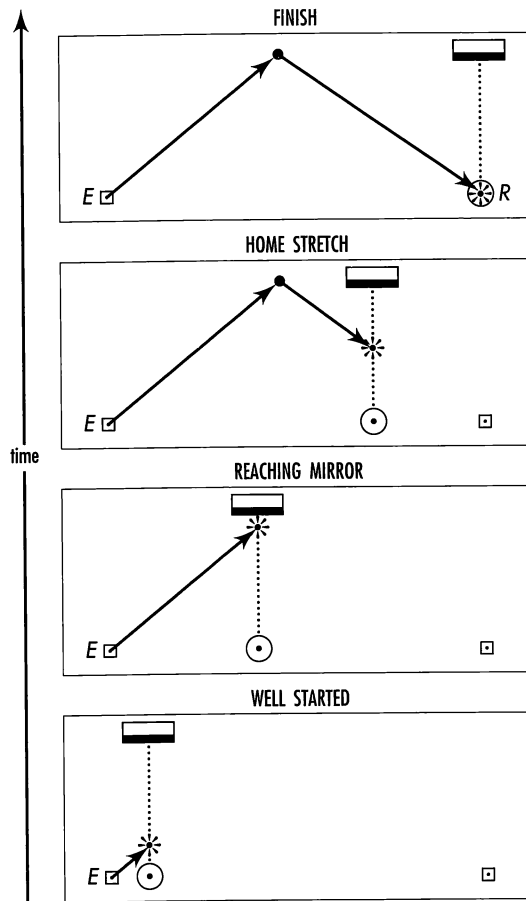 FINISH
E
R
HOME STRETCH
E
time
REACHING MIRROR
E
WELL STARTED
E